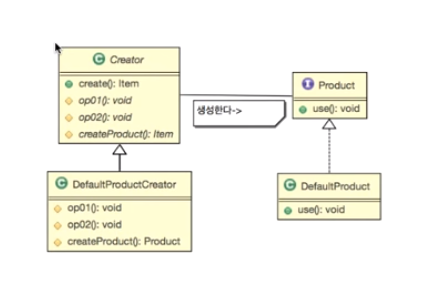 C Creator
create(): Item
op01(): void
op02(): void
createProduct(): Item
생성한다->
I Product
use(): void
C DefaultProductCreator
op01(): void
op02(): void
createProduct(): Product
C DefaultProduct
use(): void